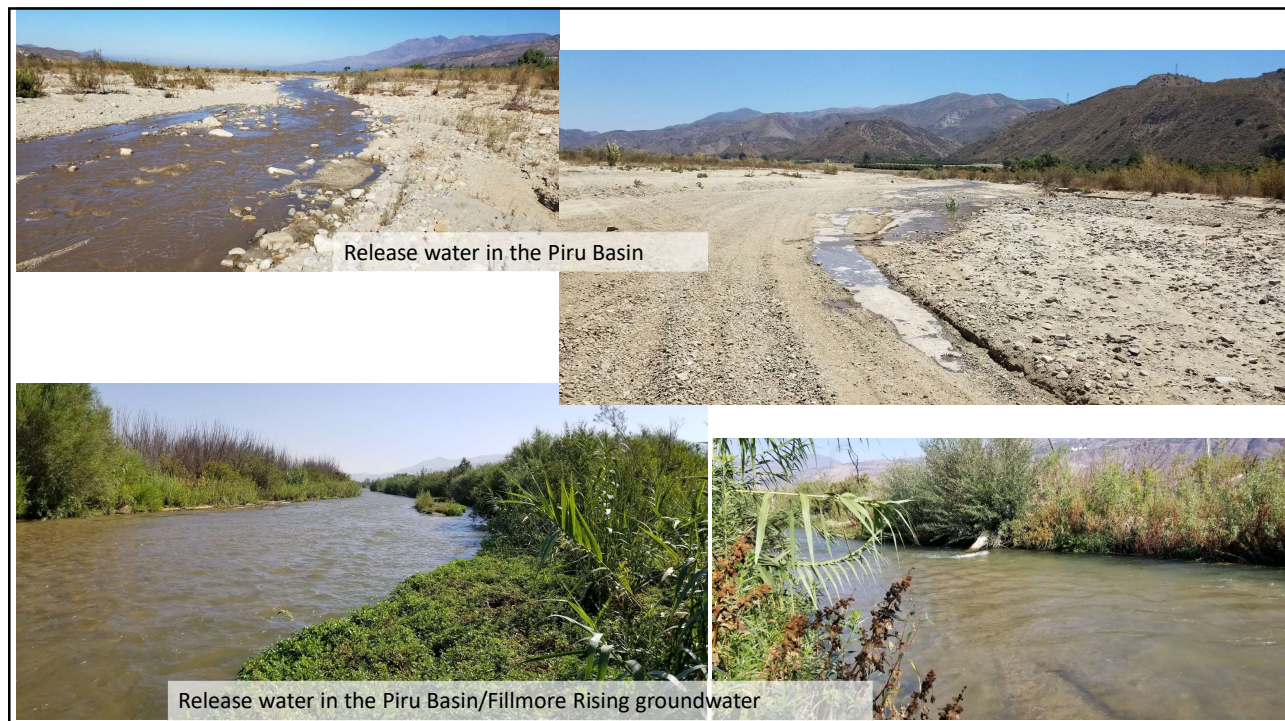 Release water in the Piru Basin
Release water in the Piru Basin/Fillmore Rising groundwater